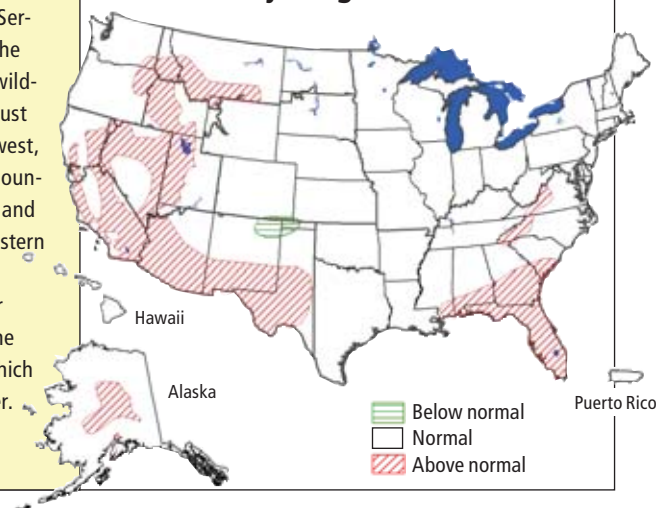 Ser-
he
wild-
ust
west,
oun-
and
stern
r
he
hich
er.
Hawaii
Alaska
Puerto Rico
Below normal
Normal
Above normal